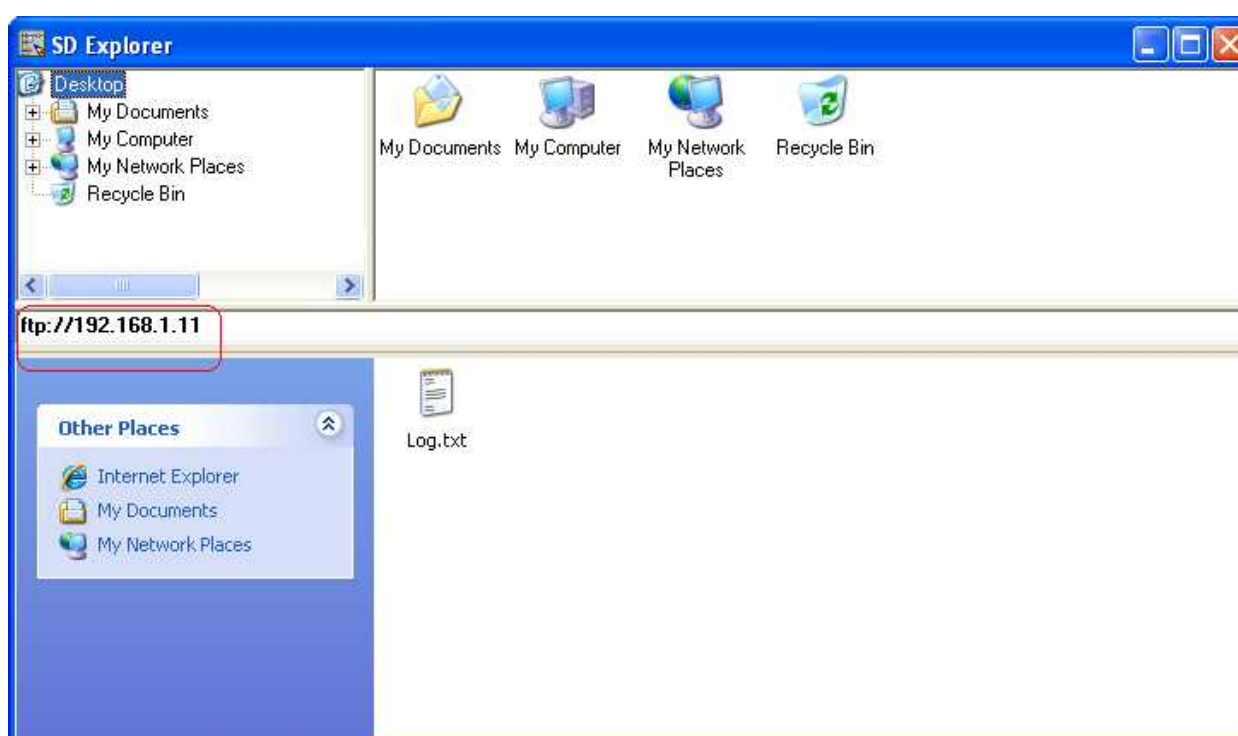 SD Explorer
Desktop
My Documents
My Computer
My Network Places
Recycle Bin
My Documents
My Computer
My Network
Places
Recycle Bin
ftp://192.168.1.11
Other Places
Internet Explorer
My Documents
My Network Places
Log.txt